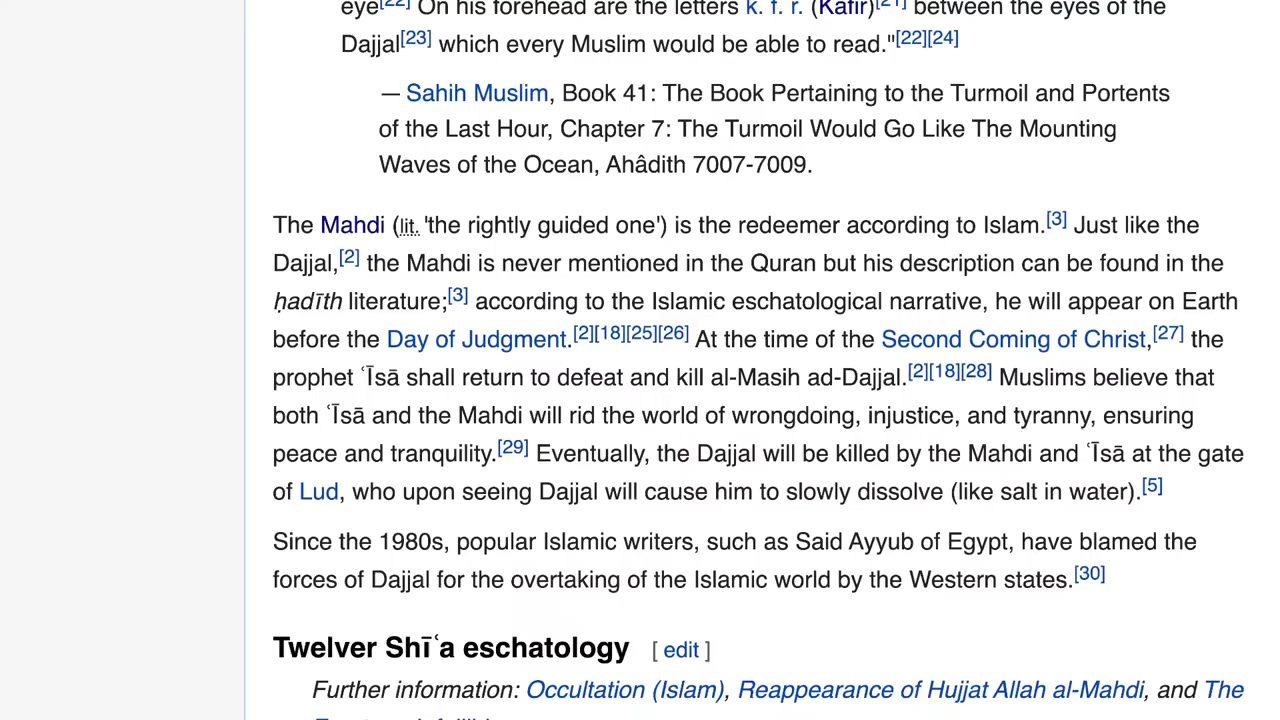 eye[22] On his forehead are the letters k. f. r. (Kafir)[21] between the eyes of the
Dajjal[23] which every Muslim would be able to read."[22][24]
— Sahih Muslim, Book 41: The Book Pertaining to the Turmoil and Portents
of the Last Hour, Chapter 7: The Turmoil Would Go Like The Mounting
Waves of the Ocean, Ahâdith 7007-7009.
The Mahdi (lit. 'the rightly guided one') is the redeemer according to Islam.[3] Just like the
Dajjal,[2] the Mahdi is never mentioned in the Quran but his description can be found in the
ḥadīth literature;[3] according to the Islamic eschatological narrative, he will appear on Earth
before the Day of Judgment.[2][18][25][26] At the time of the Second Coming of Christ,[27] the
prophet ʿĪsā shall return to defeat and kill al-Masih ad-Dajjal.[2][18][28] Muslims believe that
both ʿĪsā and the Mahdi will rid the world of wrongdoing, injustice, and tyranny, ensuring
peace and tranquility.[29] Eventually, the Dajjal will be killed by the Mahdi and ʿĪsā at the gate
of Lud, who upon seeing Dajjal will cause him to slowly dissolve (like salt in water).[5]
Since the 1980s, popular Islamic writers, such as Said Ayyub of Egypt, have blamed the
forces of Dajjal for the overtaking of the Islamic world by the Western states.[30]
Twelver Shīʿa eschatology [ edit ]
Further information: Occultation (Islam), Reappearance of Hujjat Allah al-Mahdi, and The